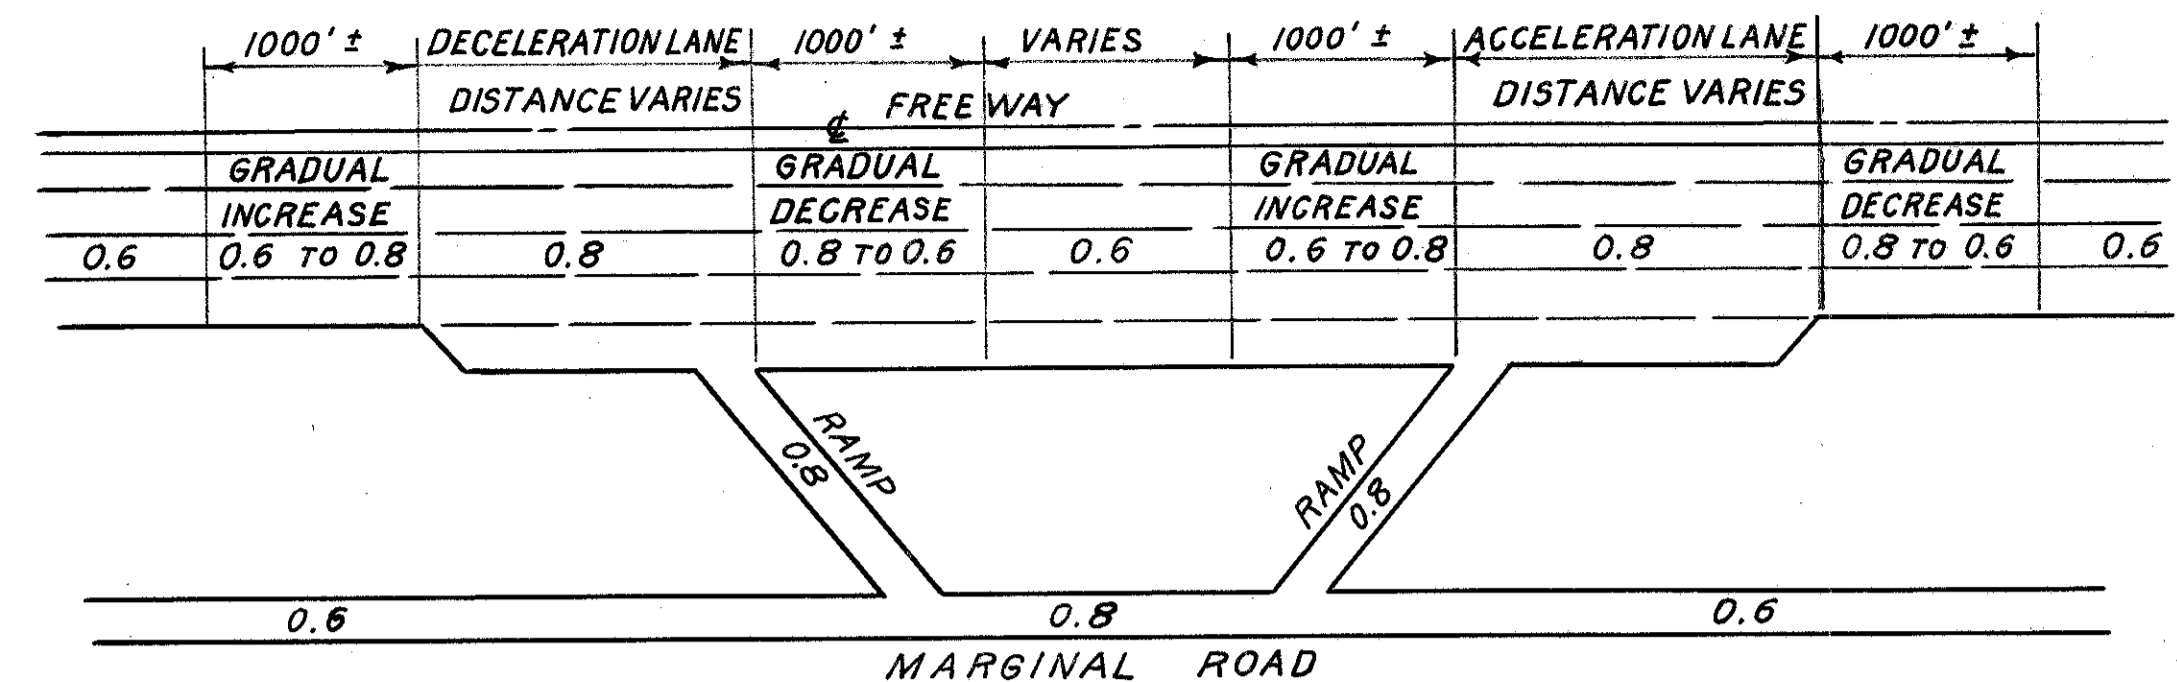 1000' ± DECELERATION LANE 1000' ± VARIES 1000' ± ACCELERATION LANE 1000' ±
DISTANCE VARIES FREEWAY DISTANCE VARIES
℄
GRADUAL GRADUAL GRADUAL GRADUAL
INCREASE DECREASE INCREASE DECREASE
0.6 0.6 TO 0.8 0.8 0.8 TO 0.6 0.6 0.6 TO 0.8 0.8 0.8 TO 0.6 0.6
RAMP
0.8
RAMP
0.8
0.6 0.8 0.6
MARGINAL ROAD